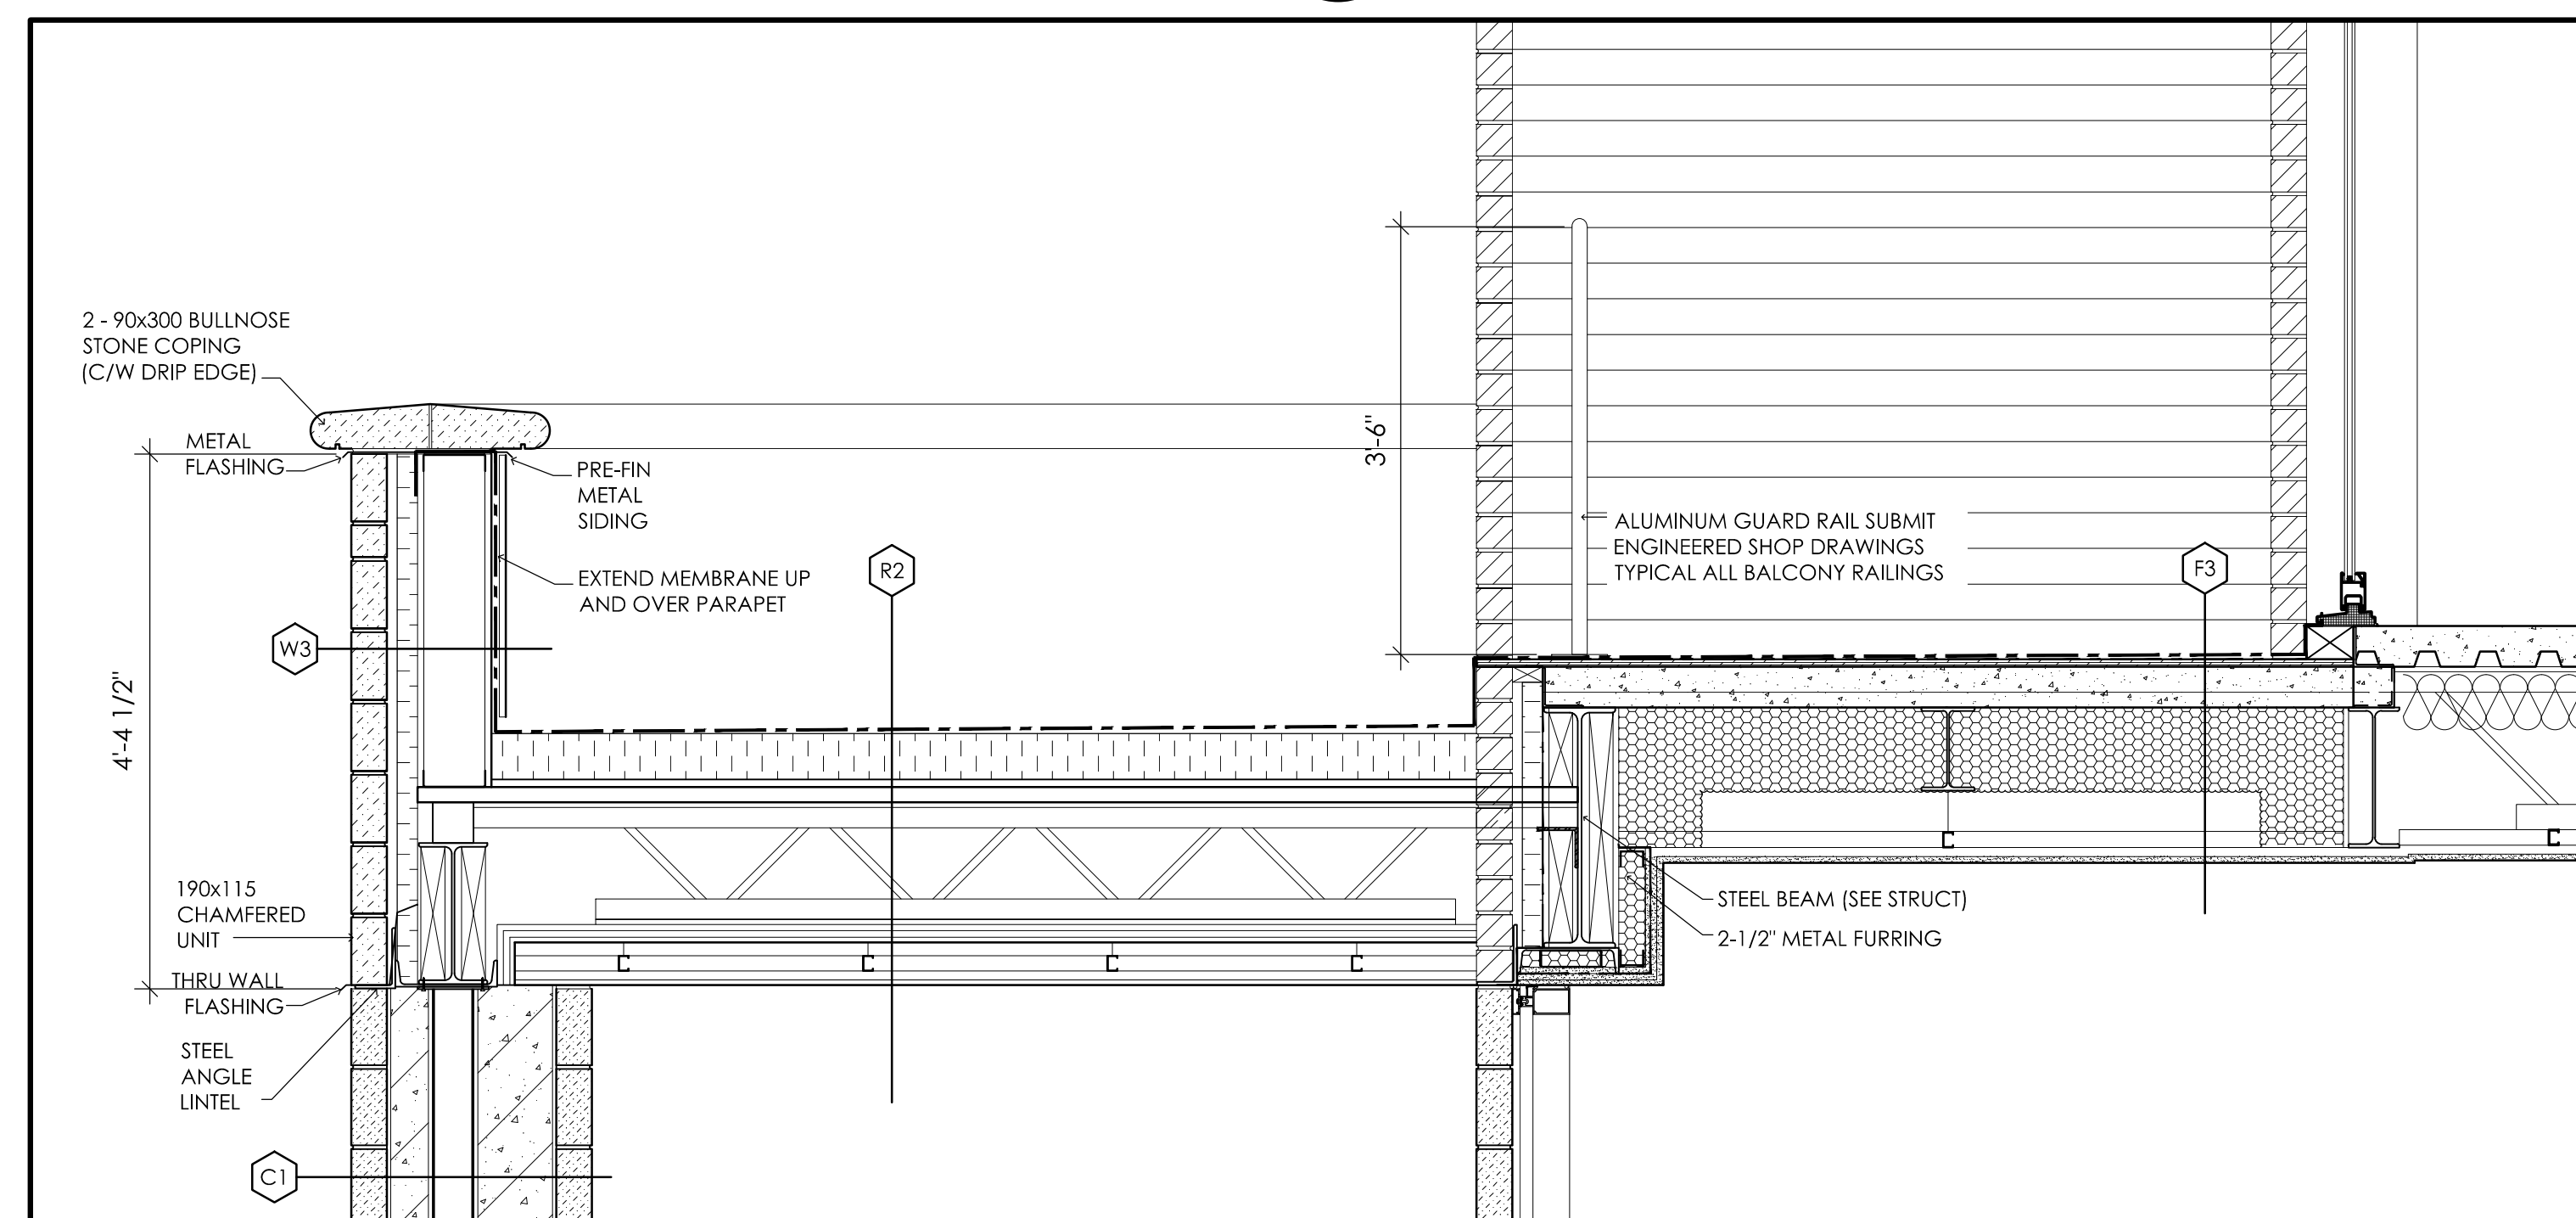 2 - 90x300 BULLNOSE
STONE COPING
(C/W DRIP EDGE)
METAL
FLASHING
PRE-FIN
METAL
SIDING
EXTEND MEMBRANE UP
AND OVER PARAPET
R2
W3
4'-4 1/2"
190x115
CHAMFERED
UNIT
THRU WALL
FLASHING
STEEL
ANGLE
LINTEL
C1
3'-6"
ALUMINUM GUARD RAIL SUBMIT
ENGINEERED SHOP DRAWINGS
TYPICAL ALL BALCONY RAILINGS
F3
STEEL BEAM (SEE STRUCT)
2-1/2" METAL FURRING